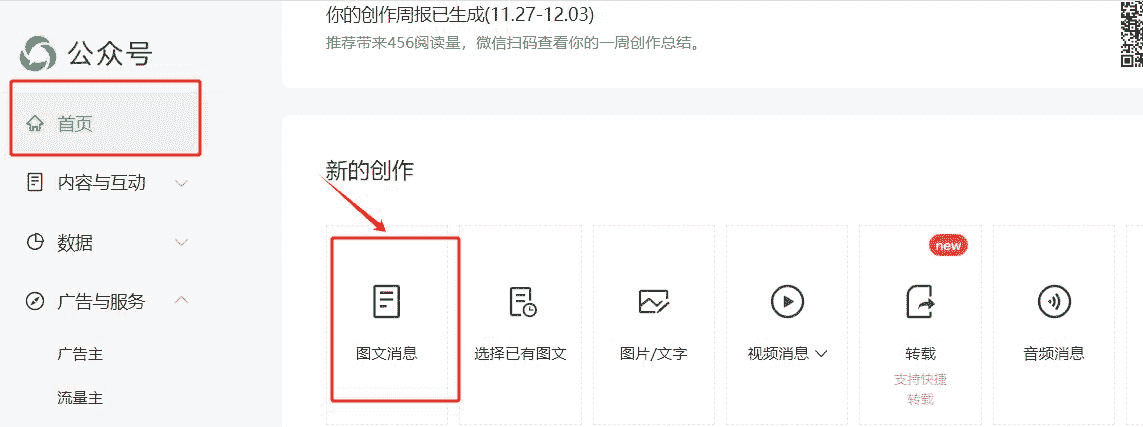 你的创作周报已生成(11.27-12.03)
推荐带来456阅读量，微信扫码查看你的一周创作总结。
公众号
首页
内容与互动
数据
广告与服务
广告主
流量主
新的创作
图文消息
选择已有图文
图片/文字
视频消息
new
转载
支持快捷
转载
音频消息